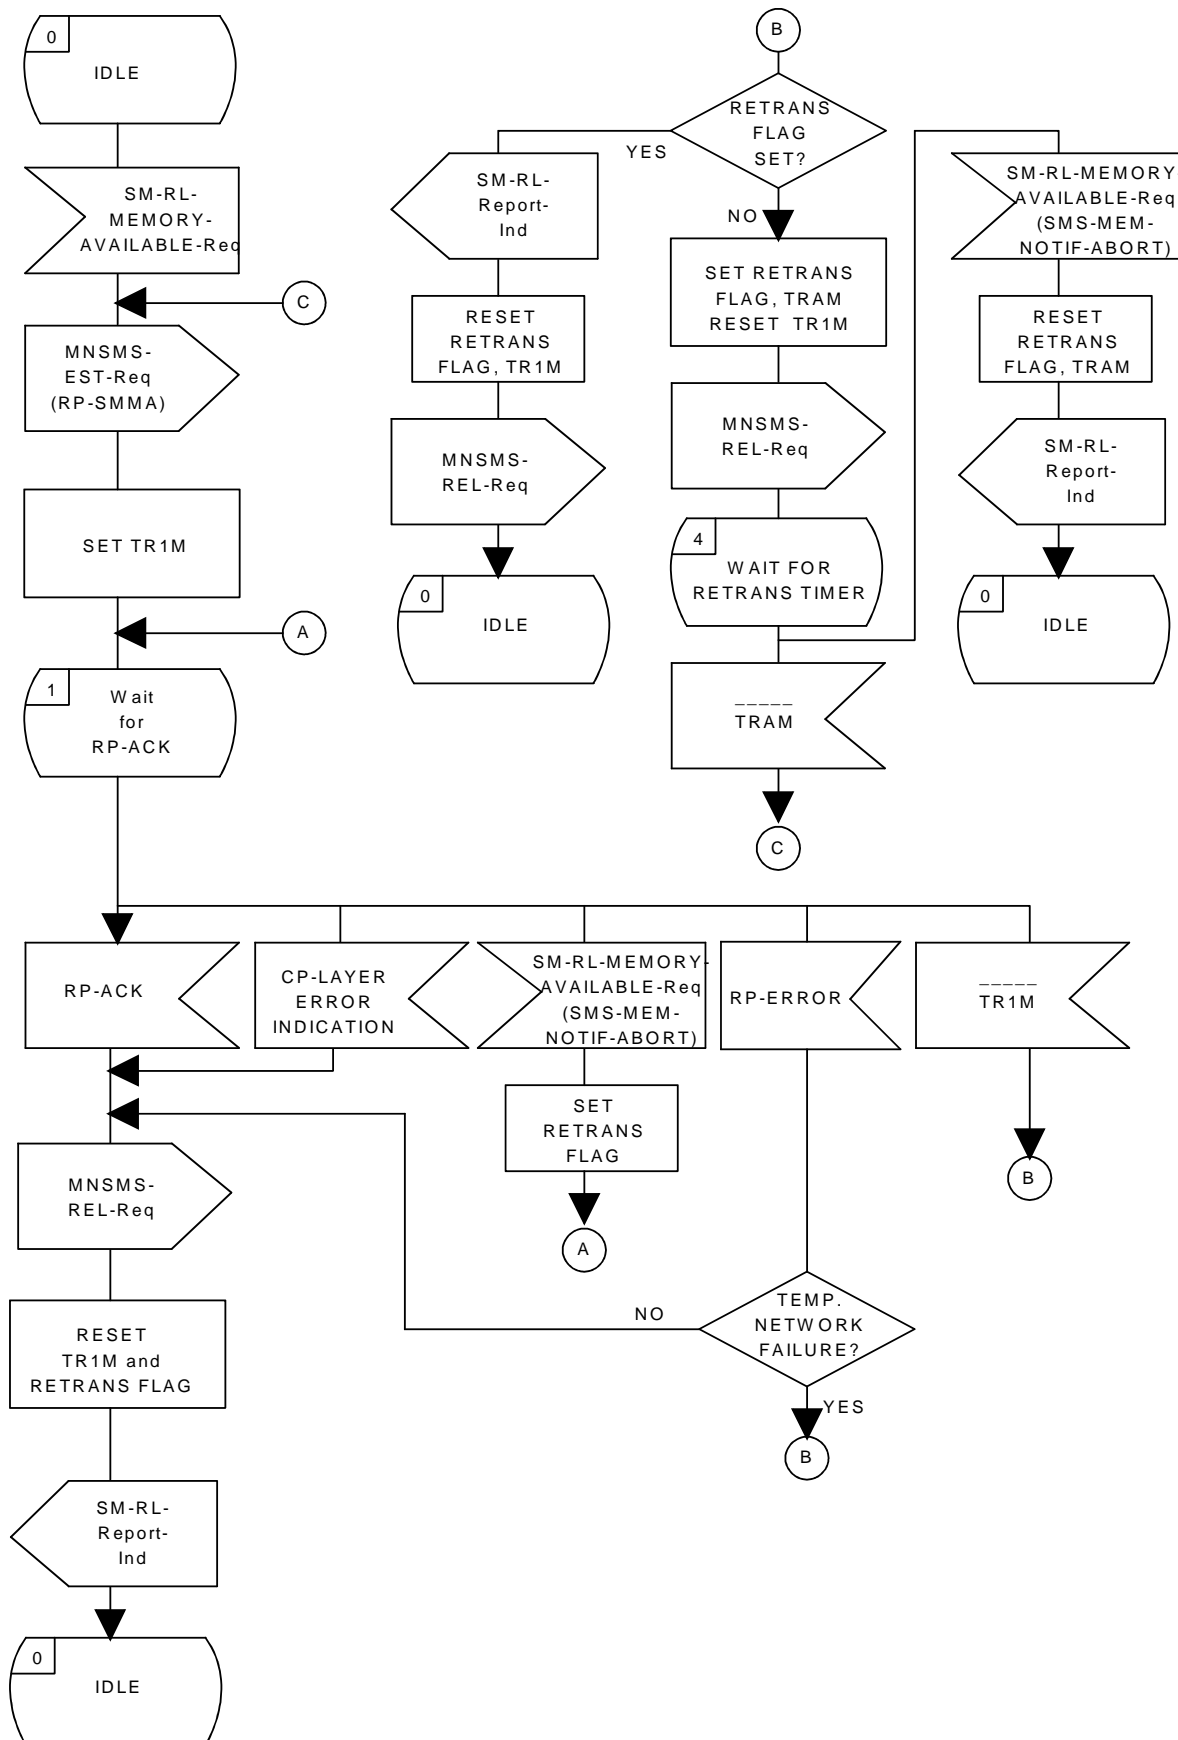 0
IDLE
SM-RL-
MEMORY-
AVAILABLE-Req
C
MNSMS-
EST-Req
(RP-SMMA)
SET TR1M
A
1
Wait
for
RP-ACK
B
RETRANS
FLAG
SET?
YES
NO
SM-RL-
Report-
Ind
RESET
RETRANS
FLAG, TR1M
MNSMS-
REL-Req
0
IDLE
SET RETRANS
FLAG, TRAM
RESET TR1M
MNSMS-
REL-Req
4
WAIT FOR
RETRANS TIMER
_____
TRAM
C
SM-RL-MEMORY-
AVAILABLE-Req
(SMS-MEM-
NOTIF-ABORT)
RESET
RETRANS
FLAG, TRAM
SM-RL-
Report-
Ind
0
IDLE
RP-ACK
CP-LAYER
ERROR
INDICATION
SM-RL-MEMORY-
AVAILABLE-Req
(SMS-MEM-
NOTIF-ABORT)
RP-ERROR
_____
TR1M
SET
RETRANS
FLAG
A
B
MNSMS-
REL-Req
NO
TEMP.
NETWORK
FAILURE?
YES
B
RESET
TR1M and
RETRANS FLAG
SM-RL-
Report-
Ind
0
IDLE